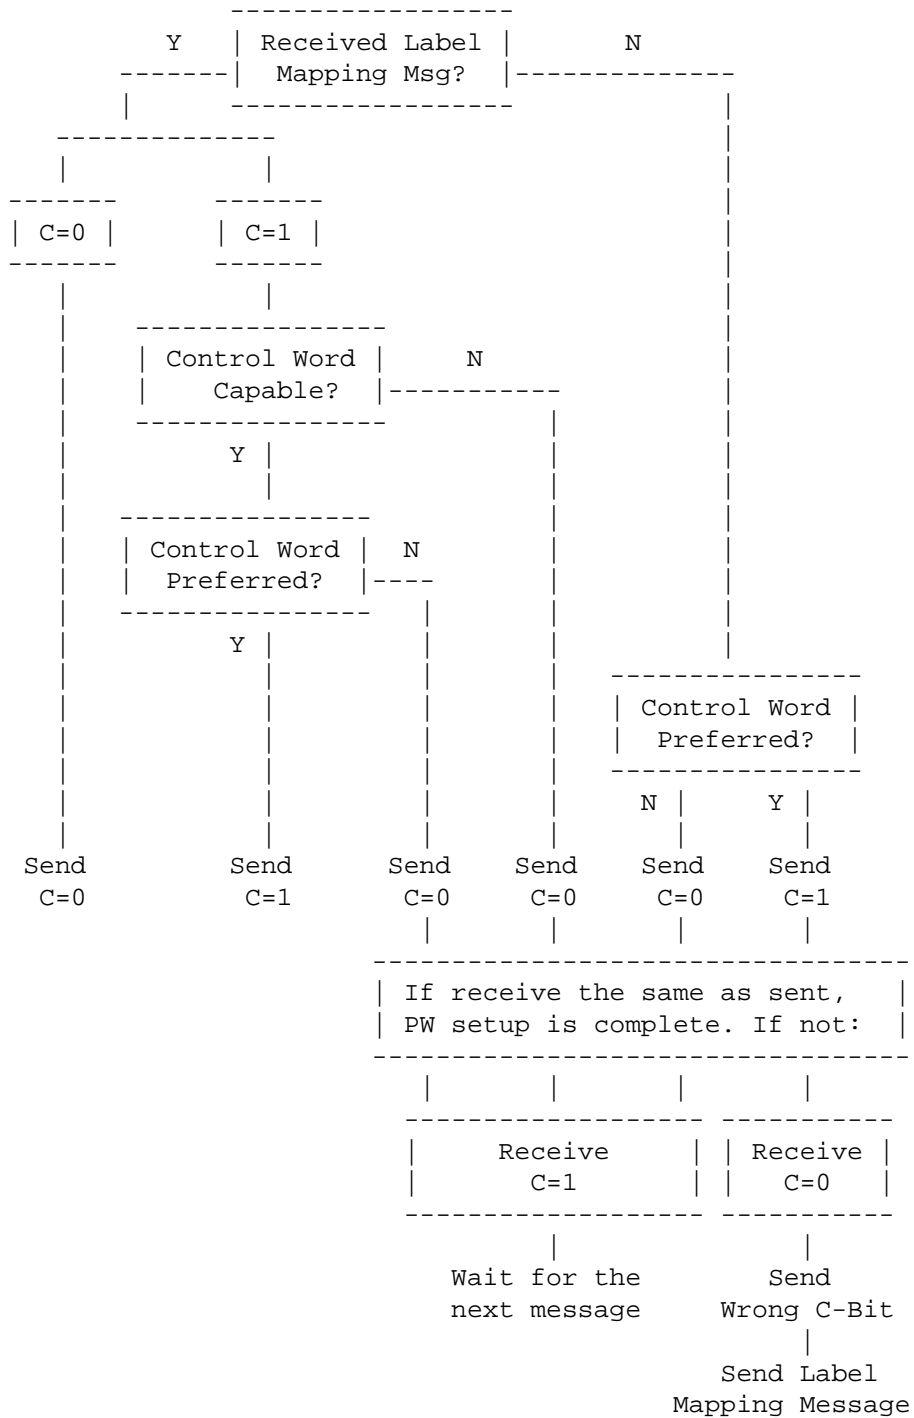 Y Received Label N
Mapping Msg?
C=0 C=1
Control Word N
Capable?
Y
Control Word N
Preferred?
Y
Control Word
Preferred?
N Y
Send Send Send Send Send Send
C=0 C=1 C=0 C=0 C=0 C=1
If receive the same as sent,
PW setup is complete. If not:
Receive Receive
C=1 C=0
Wait for the Send
next message Wrong C-Bit
Send Label
Mapping Message